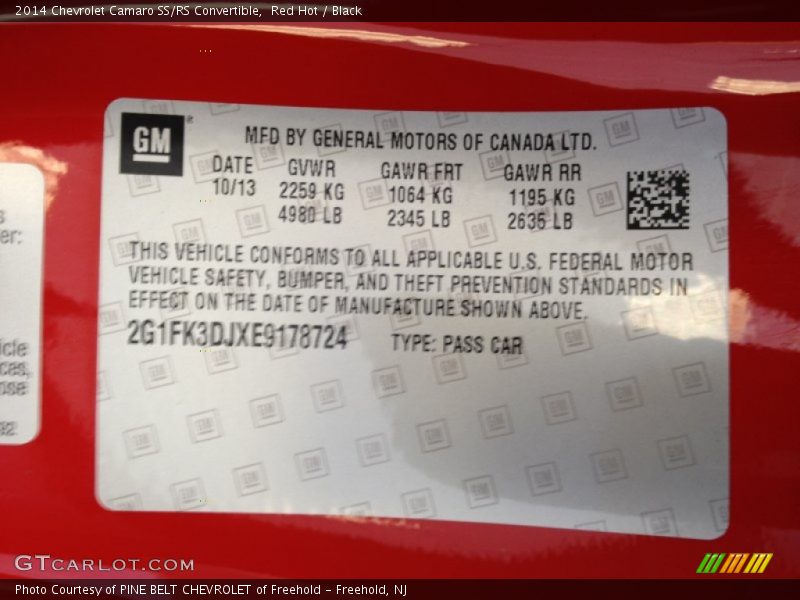 2014 Chevrolet Camaro SS/RS Convertible,  Red Hot / Black
GM®
MFD BY GENERAL MOTORS OF CANADA LTD.
DATE GVWR GAWR FRT GAWR RR
10/13 2259 KG 1064 KG 1195 KG
4980 LB 2345 LB 2635 LB
THIS VEHICLE CONFORMS TO ALL APPLICABLE U.S. FEDERAL MOTOR
VEHICLE SAFETY, BUMPER, AND THEFT PREVENTION STANDARDS IN
EFFECT ON THE DATE OF MANUFACTURE SHOWN ABOVE.
2G1FK3DJXE9178724 TYPE: PASS CAR
GTCARLOT.COM
Photo Courtesy of PINE BELT CHEVROLET of Freehold – Freehold, NJ